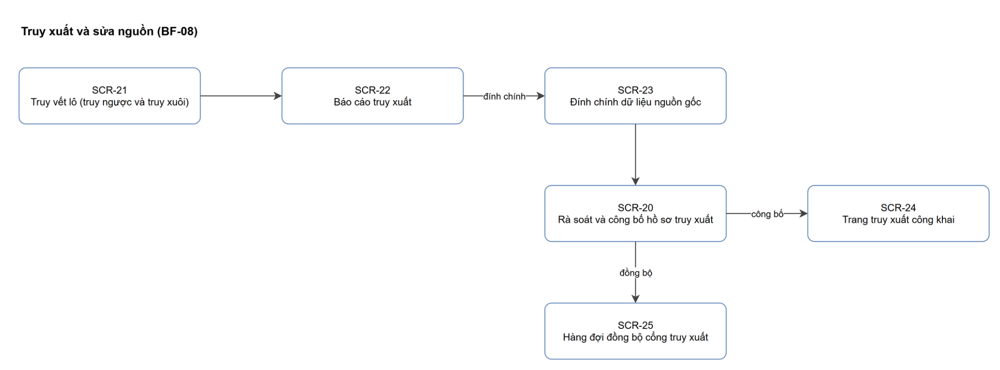 Truy xuất và sửa nguồn (BF-08)
SCR-21
Truy vết lô (truy ngược và truy xuôi)
SCR-22
Báo cáo truy xuất
đính chính
SCR-23
Đính chính dữ liệu nguồn gốc
SCR-20
Rà soát và công bố hồ sơ truy xuất
công bố
SCR-24
Trang truy xuất công khai
đồng bộ
SCR-25
Hàng đợi đồng bộ cổng truy xuất